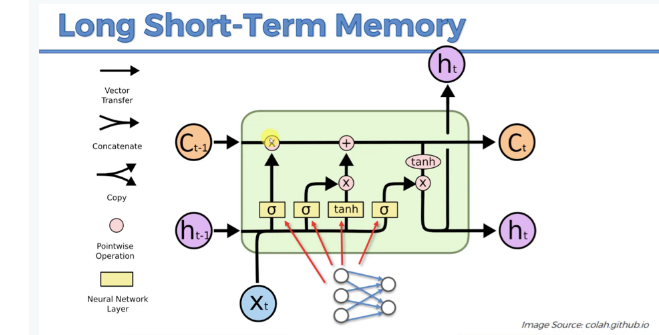 Long Short-Term Memory
Vector
Transfer
Concatenate
Copy
Pointwise
Operation
Neural Network
Layer
ht
Ct-1
x
+
Ct
tanh
x
x
σ
σ
tanh
σ
ht-1
ht
Xt
Image Source: colah.github.io